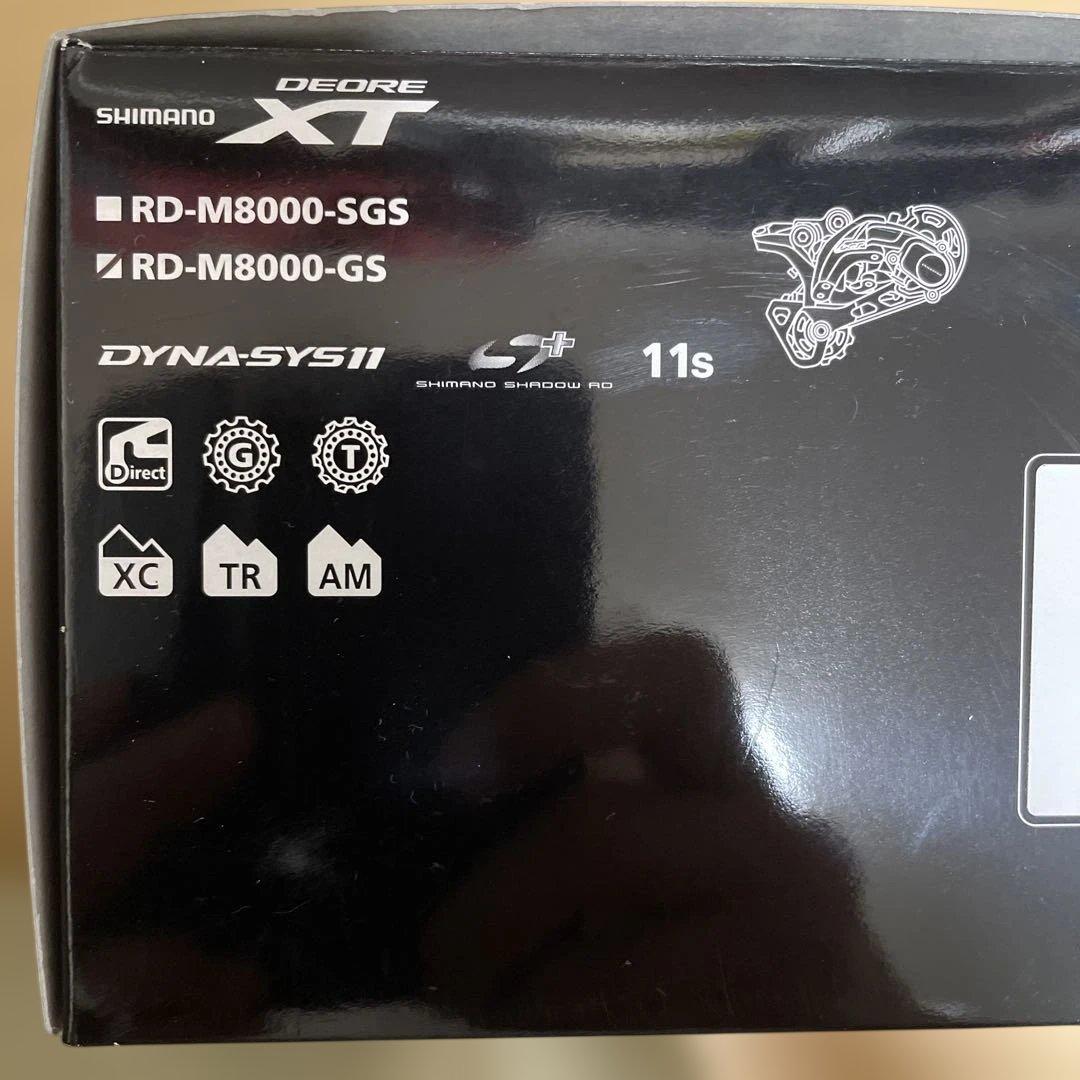 DEORE
SHIMANO XT
RD-M8000-SGS
RD-M8000-GS
DYNA-SYS11 S+ 11s
SHIMANO SHADOW RD
Direct G T
XC TR AM